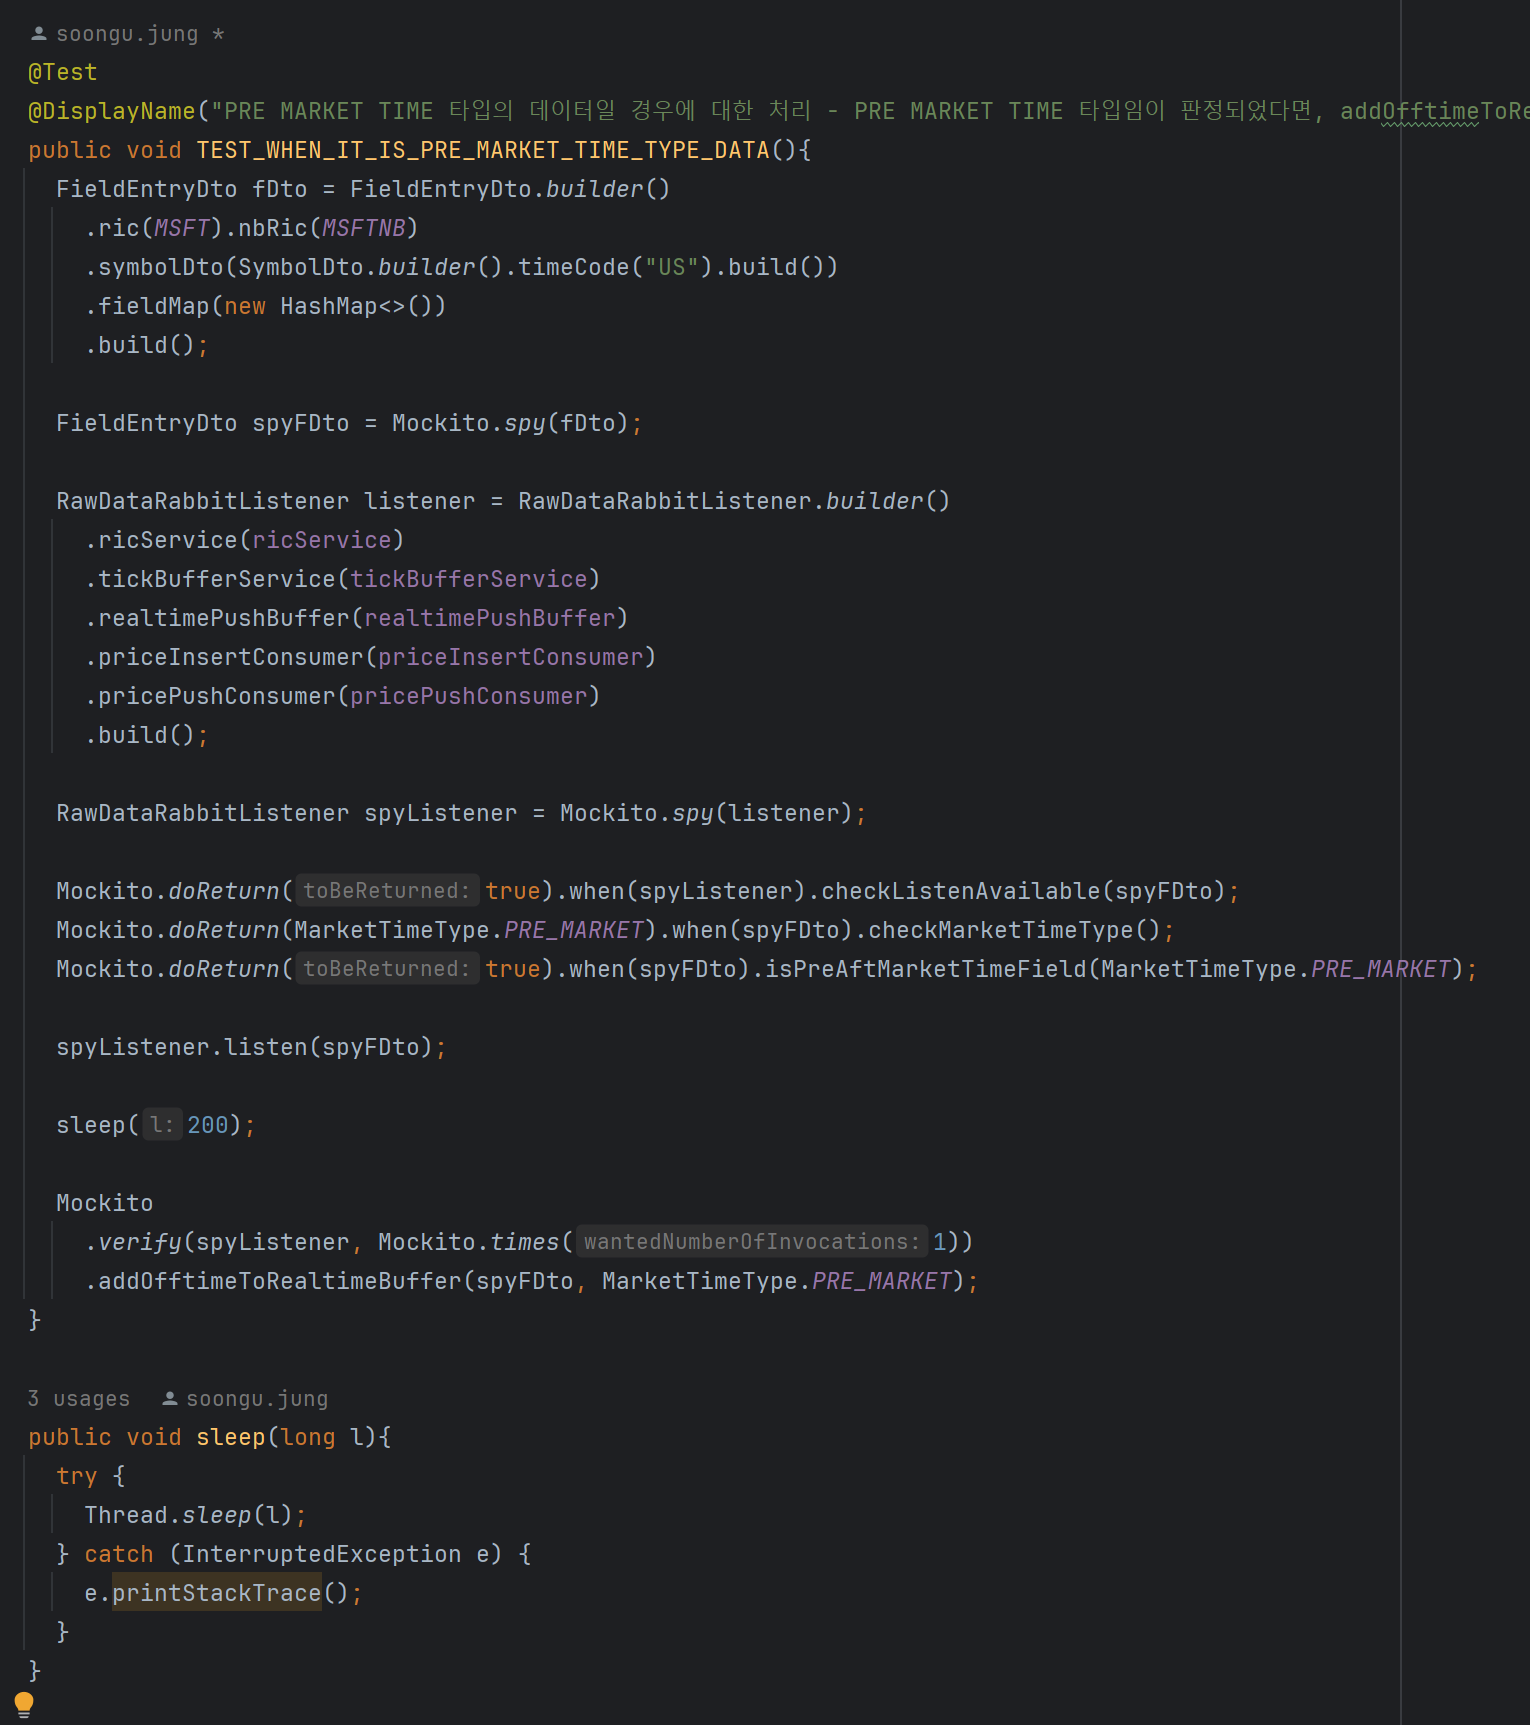 soongu.jung *
@Test
@DisplayName("PRE MARKET TIME 타입의 데이터일 경우에 대한 처리 - PRE MARKET TIME 타입임이 판정되었다면, addOfftimeToRe
public void TEST_WHEN_IT_IS_PRE_MARKET_TIME_TYPE_DATA(){
FieldEntryDto fDto = FieldEntryDto.builder()
.ric(MSFT).nbRic(MSFTNB)
.symbolDto(SymbolDto.builder().timeCode("US").build())
.fieldMap(new HashMap<>())
.build();
FieldEntryDto spyFDto = Mockito.spy(fDto);
RawDataRabbitListener listener = RawDataRabbitListener.builder()
.ricService(ricService)
.tickBufferService(tickBufferService)
.realtimePushBuffer(realtimePushBuffer)
.priceInsertConsumer(priceInsertConsumer)
.pricePushConsumer(pricePushConsumer)
.build();
RawDataRabbitListener spyListener = Mockito.spy(listener);
Mockito.doReturn( toBeReturned: true).when(spyListener).checkListenAvailable(spyFDto);
Mockito.doReturn(MarketTimeType.PRE_MARKET).when(spyFDto).checkMarketTimeType();
Mockito.doReturn( toBeReturned: true).when(spyFDto).isPreAftMarketTimeField(MarketTimeType.PRE_MARKET);
spyListener.listen(spyFDto);
sleep( l: 200);
Mockito
.verify(spyListener, Mockito.times( wantedNumberOfInvocations: 1))
.addOfftimeToRealtimeBuffer(spyFDto, MarketTimeType.PRE_MARKET);
}
3 usages soongu.jung
public void sleep(long l){
try {
Thread.sleep(l);
} catch (InterruptedException e) {
e.printStackTrace();
}
}